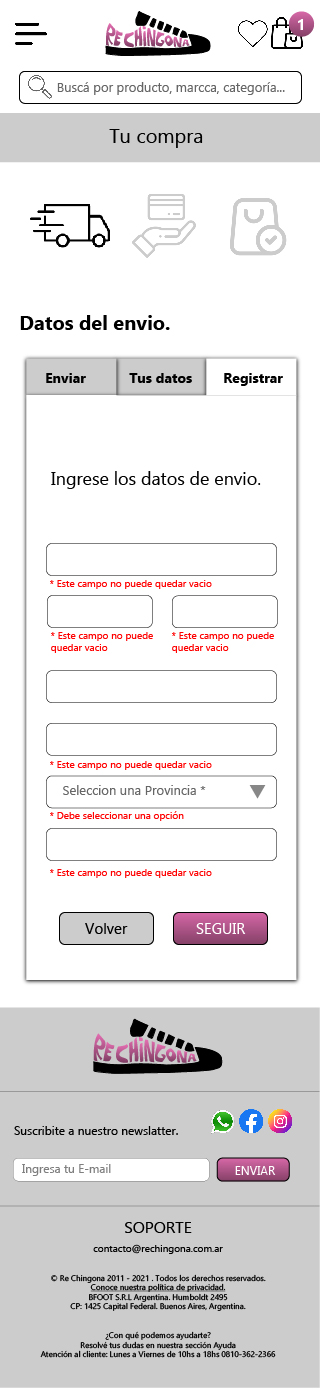 RE CHINGONA
1
Buscá por producto, marcca, categoría...
Tu compra
Datos del envio.
Enviar
Tus datos
Registrar
Ingrese los datos de envio.
* Este campo no puede quedar vacio
* Este campo no puede
quedar vacio
* Este campo no puede
quedar vacio
* Este campo no puede quedar vacio
Seleccion una Provincia *
* Debe seleccionar una opción
* Este campo no puede quedar vacio
Volver
SEGUIR
RE CHINGONA
Suscribite a nuestro newslatter.
Ingresa tu E-mail
ENVIAR
SOPORTE
contacto@rechingona.com.ar
© Re Chingona 2011 - 2021 . Todos los derechos reservados.
Conoce nuestra política de privacidad.
BFOOT S.R.L Argentina. Humboldt 2495
CP: 1425 Capital Federal. Buenos Aires, Argentina.
¿Con qué podemos ayudarte?
Resolvé tus dudas en nuestra sección Ayuda
Atención al cliente: Lunes a Viernes de 10hs a 18hs 0810-362-2366